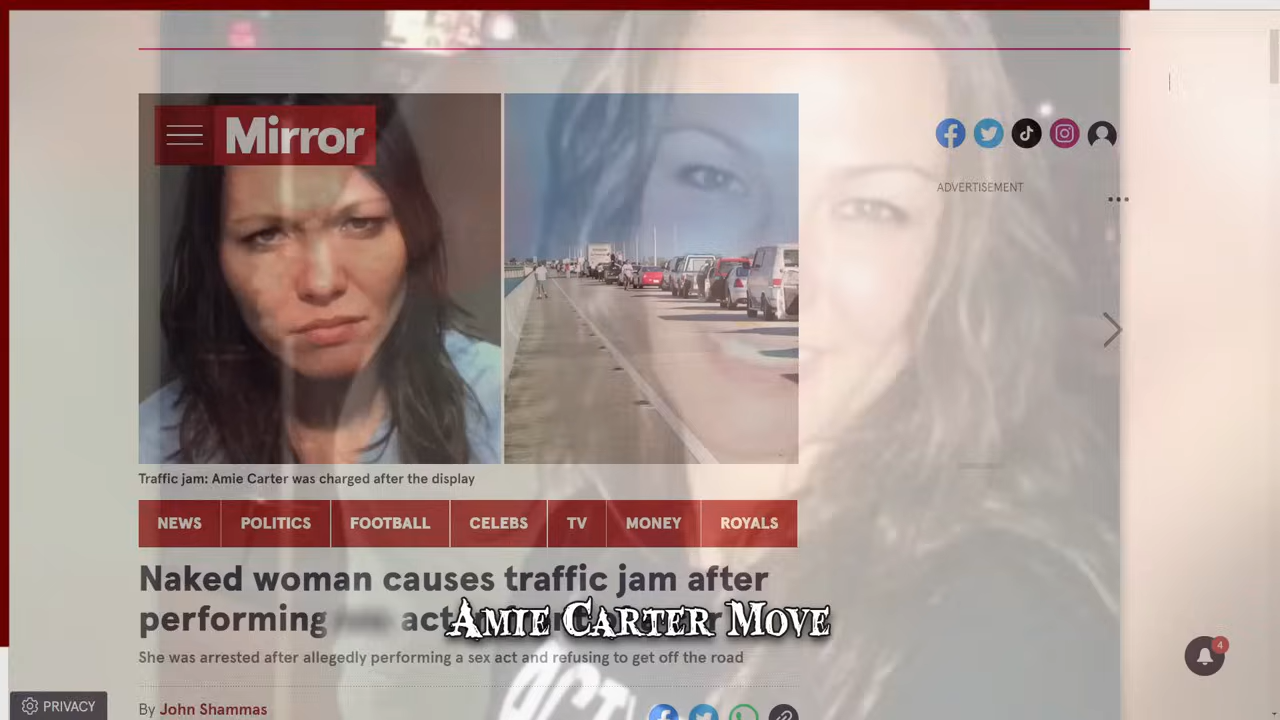 Mirror
ADVERTISEMENT
Traffic jam: Amie Carter was charged after the display
NEWS
POLITICS
FOOTBALL
CELEBS
TV
MONEY
ROYALS
Naked woman causes traffic jam after
performing act
AMIE CARTER MOVE
She was arrested after allegedly performing a sex act and refusing to get off the road
4
PRIVACY
By John Shammas